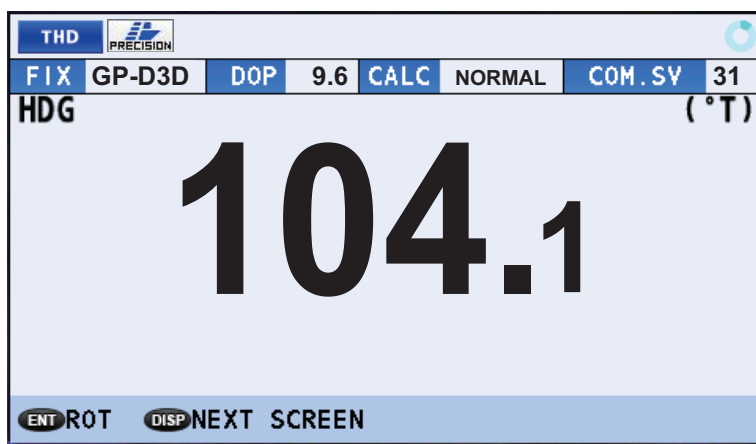 THD PRECISION
FIX GP-D3D DOP 9.6 CALC NORMAL COM.SV 31
HDG (°T)
104.1
ENT ROT DISP NEXT SCREEN